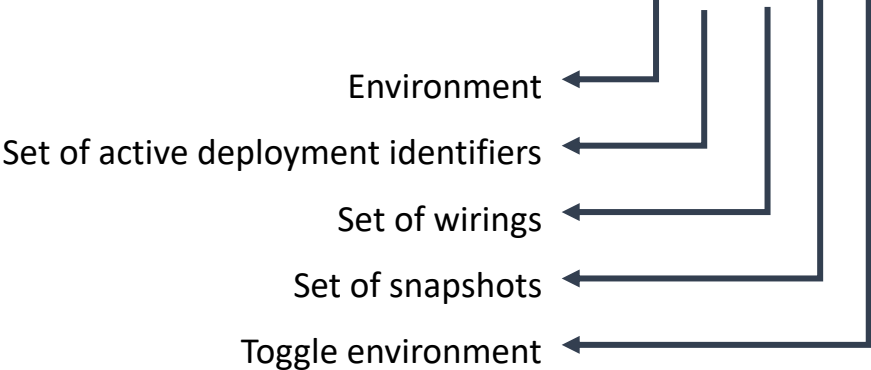 Environment
Set of active deployment identifiers
Set of wirings
Set of snapshots
Toggle environment